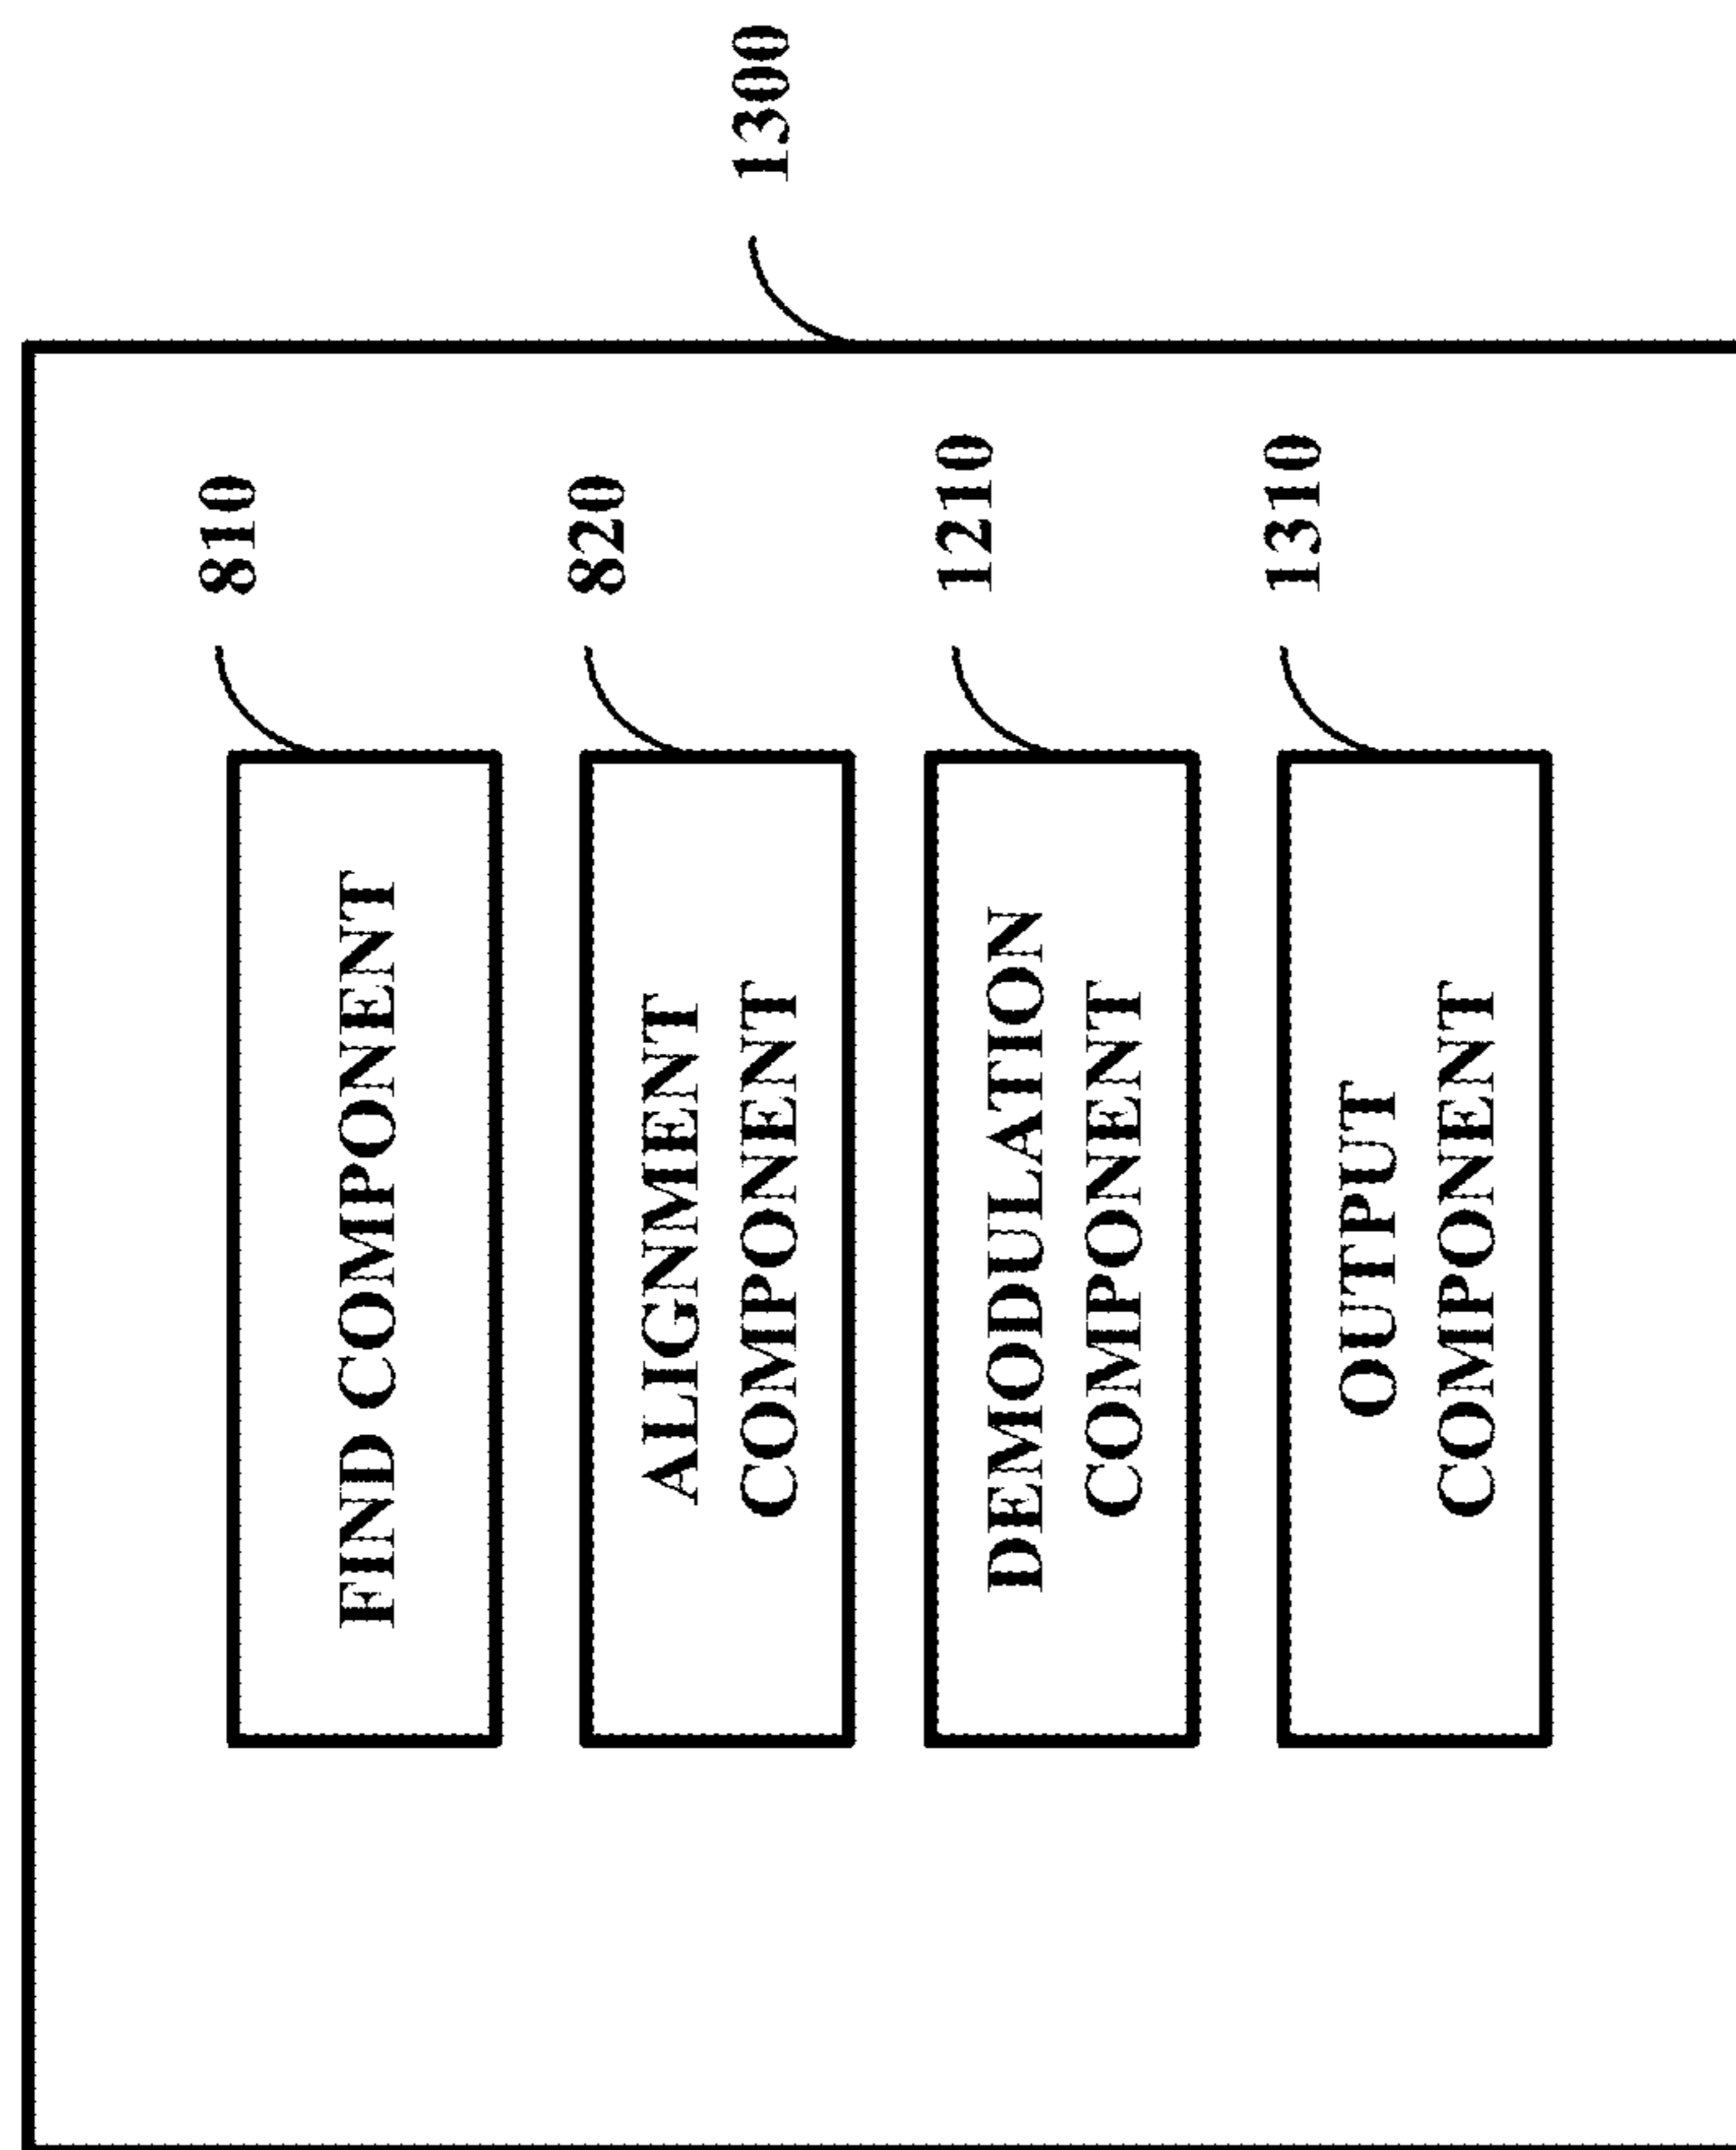 1300
810
FIND COMPONENT
820
ALIGNMENT
COMPONENT
1210
DEMODULATION
COMPONENT
1310
OUTPUT
COMPONENT